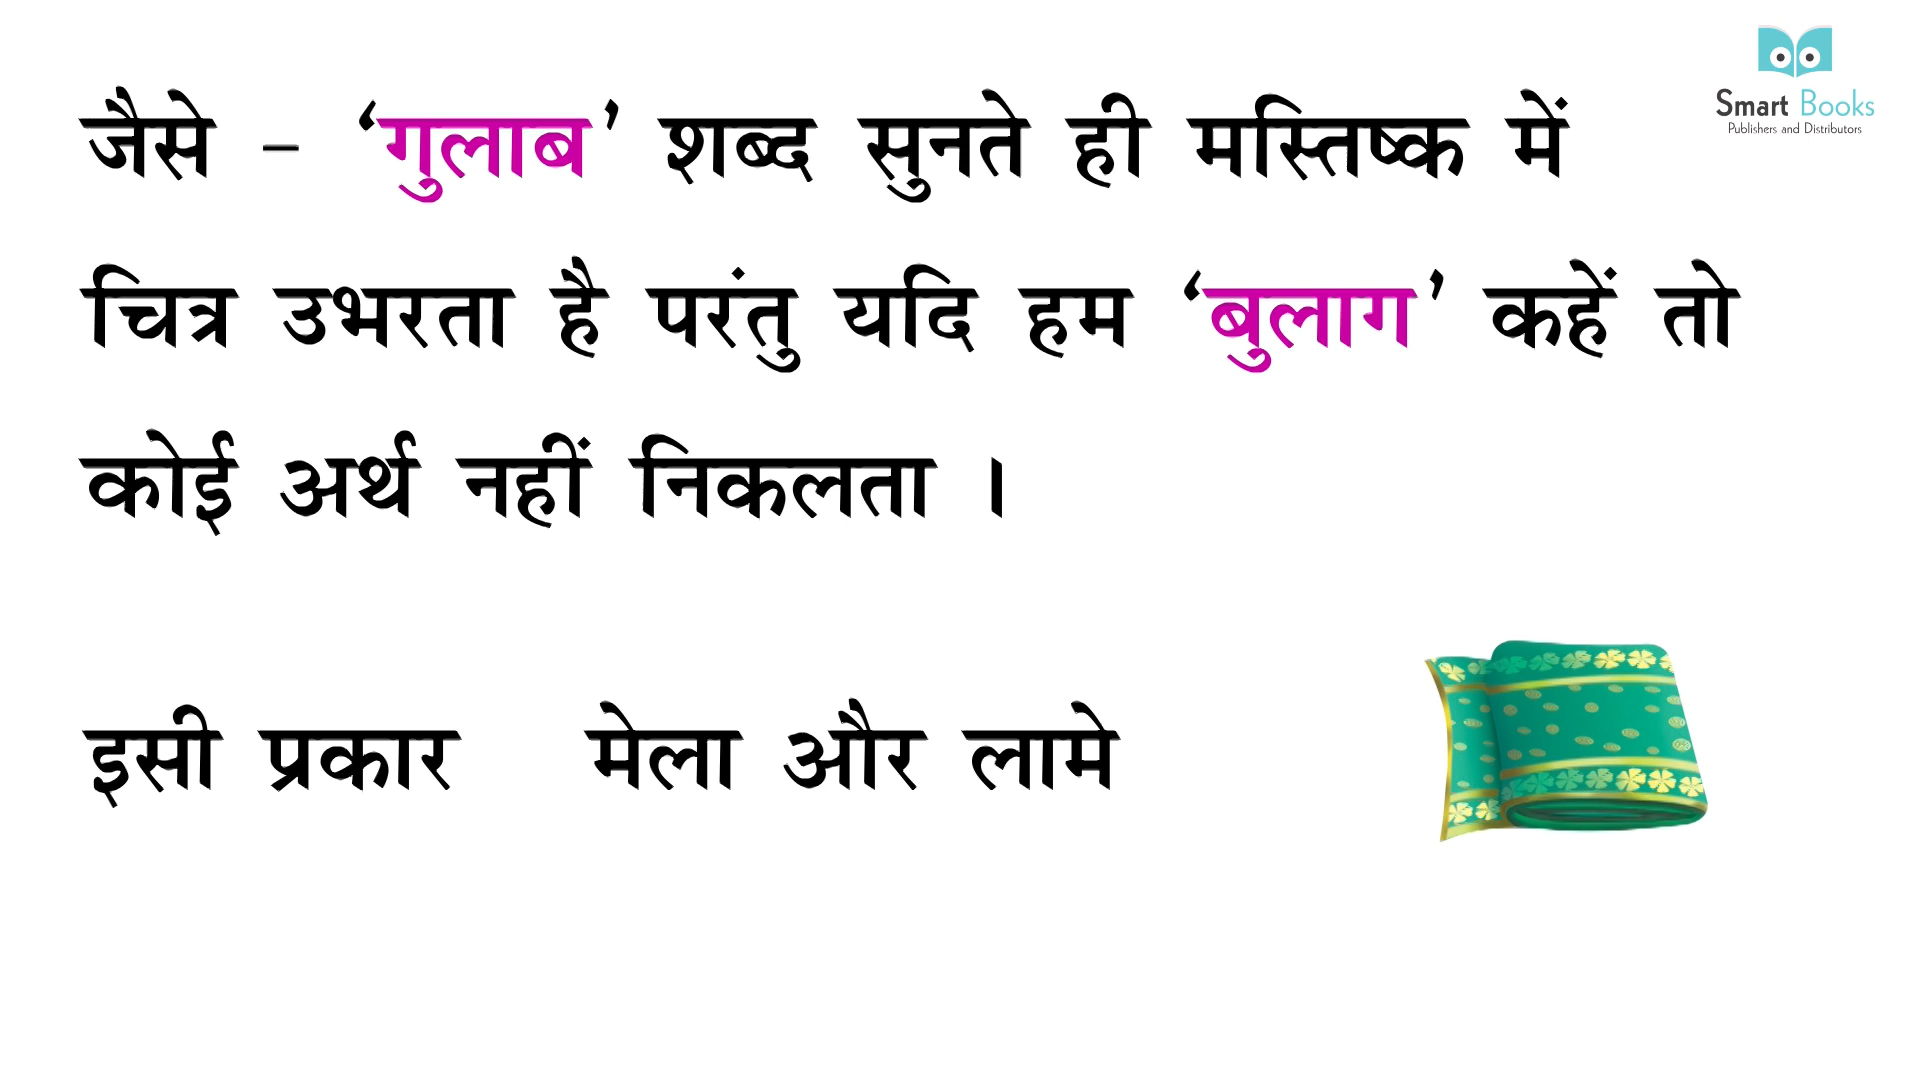 Smart Books
Publishers and Distributors
जैसे - ‘गुलाब’ शब्द सुनते ही मस्तिष्क में
चित्र उभरता है परंतु यदि हम ‘बुलाग’ कहें तो
कोई अर्थ नहीं निकलता ।
इसी प्रकार मेला और लामे